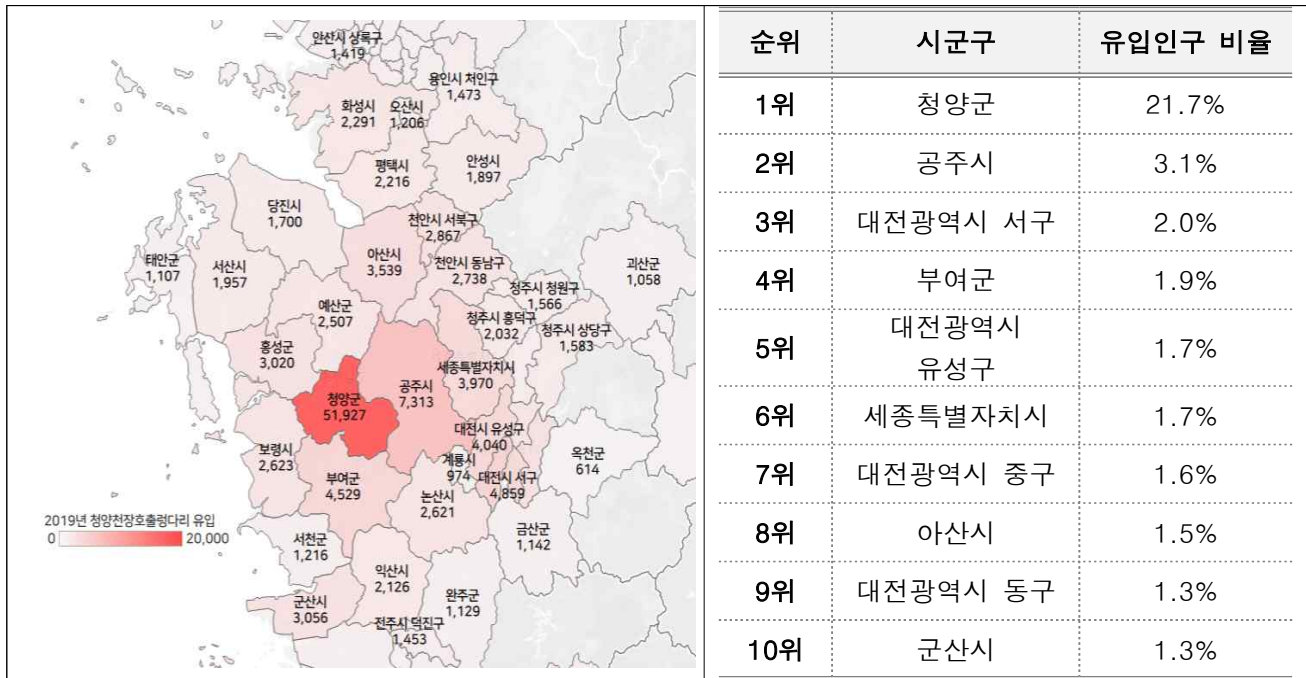 안산시 상록구
1,419
용인시 처인구
1,473
화성시
2,291
오산시
1,206
평택시
2,216
안성시
1,897
당진시
1,700
천안시 서북구
2,867
태안군
1,107
서산시
1,957
아산시
3,539
천안시 동남구
2,738
괴산군
1,058
청주시 청원구
1,566
예산군
2,507
청주시 흥덕구
2,032
청주시 상당구
1,583
홍성군
3,020
세종특별자치시
3,970
공주시
7,313
청양군
51,927
대전시 유성구
4,040
보령시
2,623
계룡시
974
옥천군
614
부여군
4,529
대전시 서구
4,859
논산시
2,621
2019년 청양천장호출렁다리 유입
0 20,000
서천군
1,216
금산군
1,142
익산시
2,126
완주군
1,129
군산시
3,056
전주시 덕진구
1,453
순위 시군구 유입인구 비율
1위 청양군 21.7%
2위 공주시 3.1%
3위 대전광역시 서구 2.0%
4위 부여군 1.9%
5위 대전광역시
유성구 1.7%
6위 세종특별자치시 1.7%
7위 대전광역시 중구 1.6%
8위 아산시 1.5%
9위 대전광역시 동구 1.3%
10위 군산시 1.3%